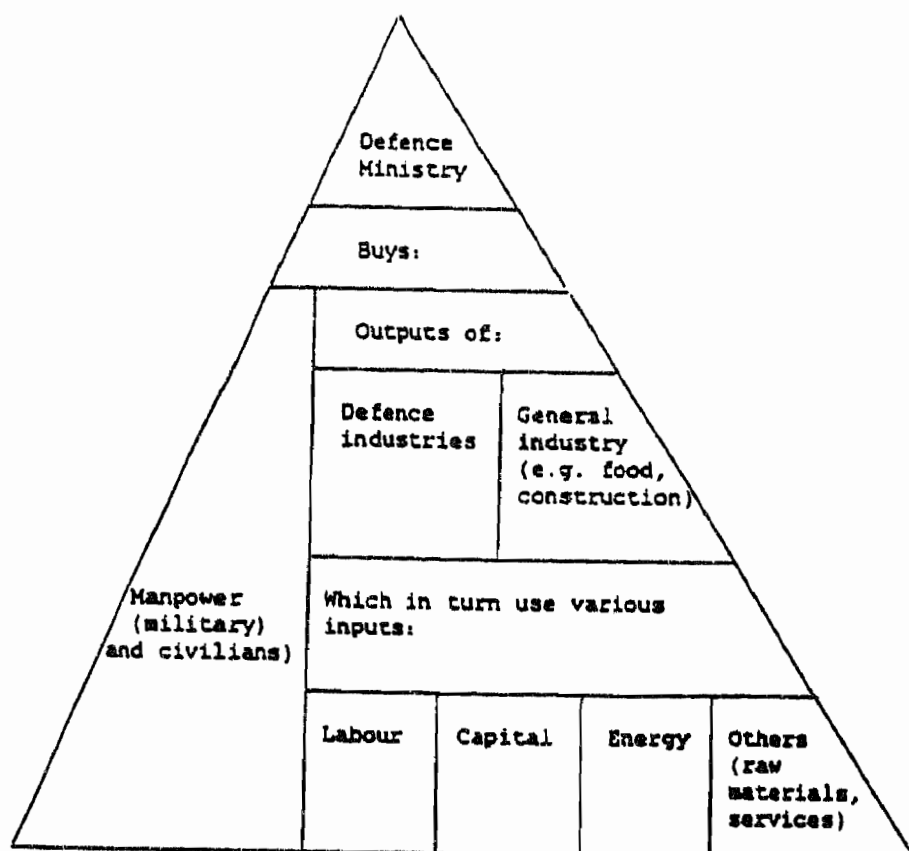 Defence
Ministry
Buys:
Outputs of:
Defence
industries
General
industry
(e.g. food,
construction)
Manpower
(military)
and civilians)
Which in turn use various
inputs:
Labour
Capital
Energy
Others
(raw
materials,
services)